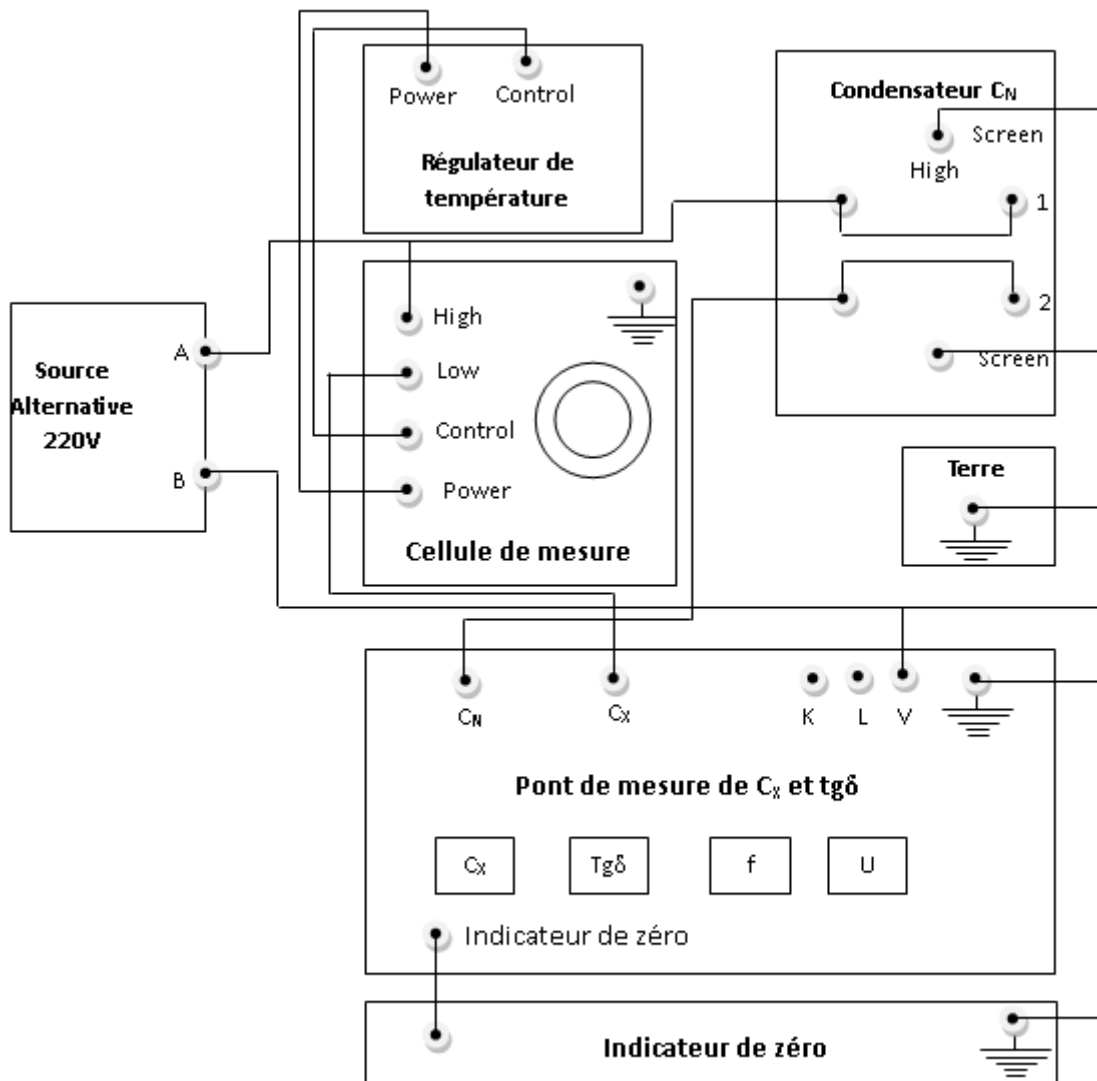 Power Control
Régulateur de
température
Condensateur CN
Screen
High
1
2
Screen
Source
Alternative
220V
A
B
High
Low
Control
Power
Cellule de mesure
Terre
CN CX K L V
Pont de mesure de CX et tgδ
CX Tgδ f U
Indicateur de zéro
Indicateur de zéro